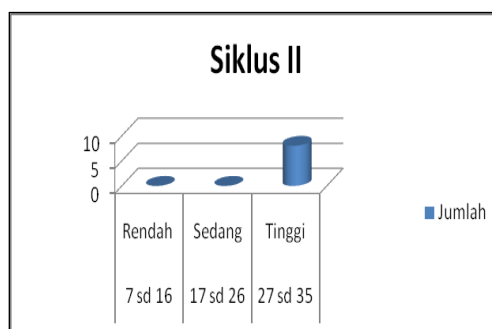 Siklus II
10
5
0
Rendah Sedang Tinggi
7 sd 16 17 sd 26 27 sd 35
Jumlah